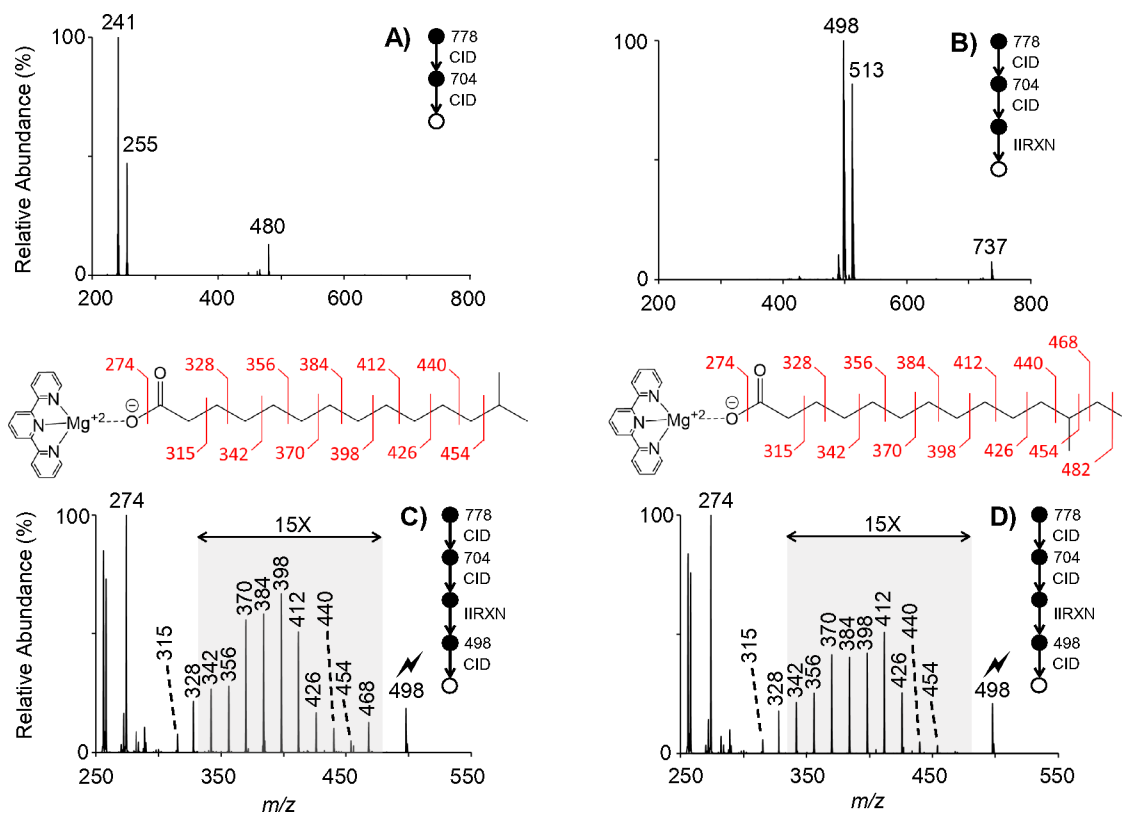 A)
241
255
480
778
CID
704
CID
100
0
Relative Abundance (%)
200
400
600
800
B)
498
513
737
778
CID
704
CID
IIRXN
100
0
200
400
600
800
274
328
356
384
412
440
315
342
370
398
426
454
O
O
⊖
N
N
N
Mg+2
274
328
356
384
412
440
468
315
342
370
398
426
454
482
O
O
⊖
N
N
N
Mg+2
C)
274
15X
315
328
342
356
370
384
398
412
426
440
454
468
498
778
CID
704
CID
IIRXN
498
CID
100
0
Relative Abundance (%)
250
350
450
550
m/z
D)
274
15X
315
328
342
356
370
384
398
412
426
440
454
498
778
CID
704
CID
IIRXN
498
CID
100
0
250
350
450
550
m/z